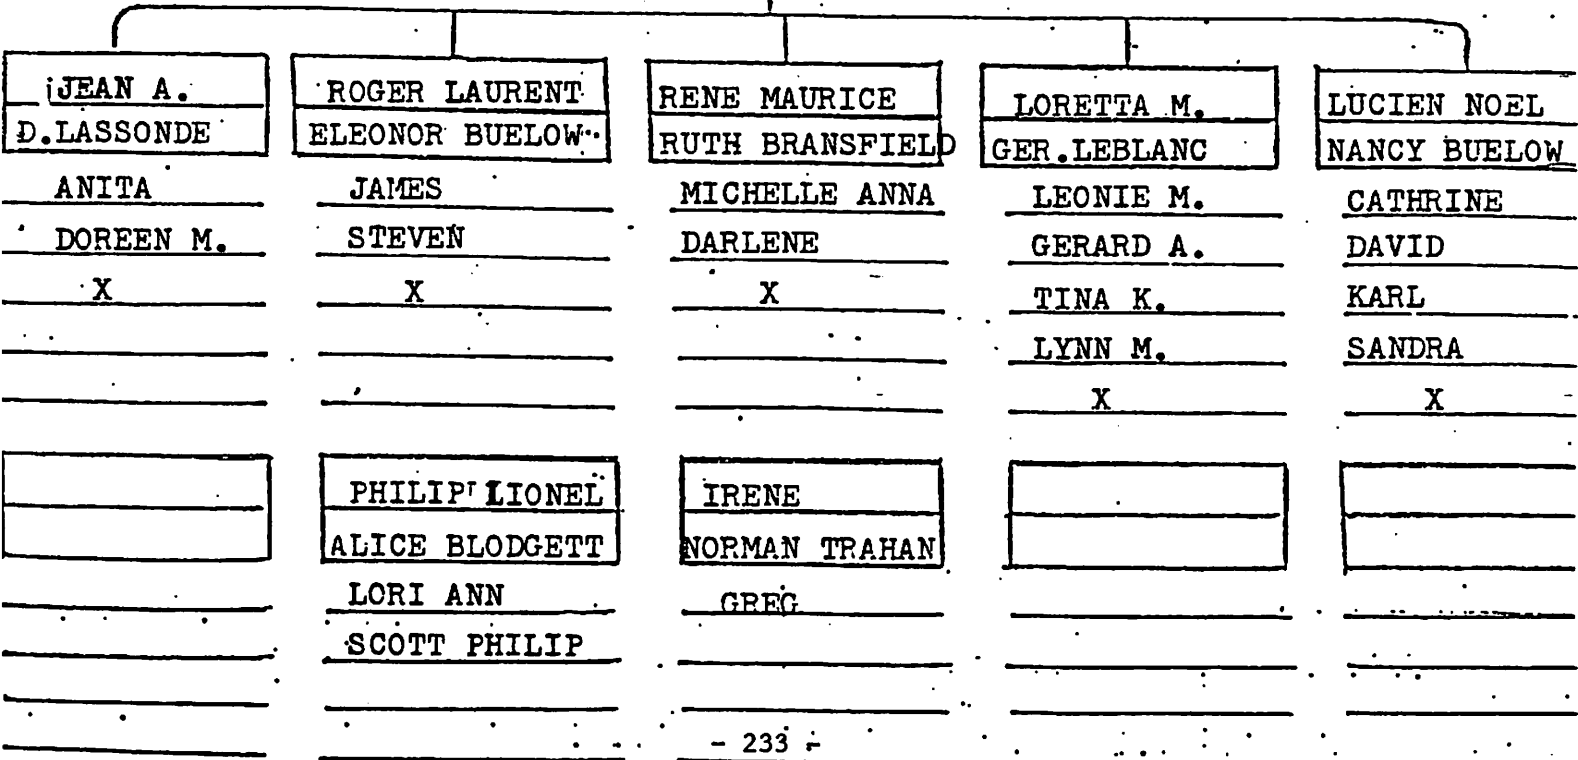 JEAN A.
D.LASSONDE
ANITA
DOREEN M.
X
ROGER LAURENT
ELEONOR BUELOW
JAMES
STEVEN
X
RENE MAURICE
RUTH BRANSFIELD
MICHELLE ANNA
DARLENE
X
LORETTA M.
GER.LEBLANC
LEONIE M.
GERARD A.
TINA K.
LYNN M.
X
LUCIEN NOEL
NANCY BUELOW
CATHRINE
DAVID
KARL
SANDRA
X
PHILIP LIONEL
ALICE BLODGETT
LORI ANN
SCOTT PHILIP
IRENE
NORMAN TRAHAN
GREG
- 233 -